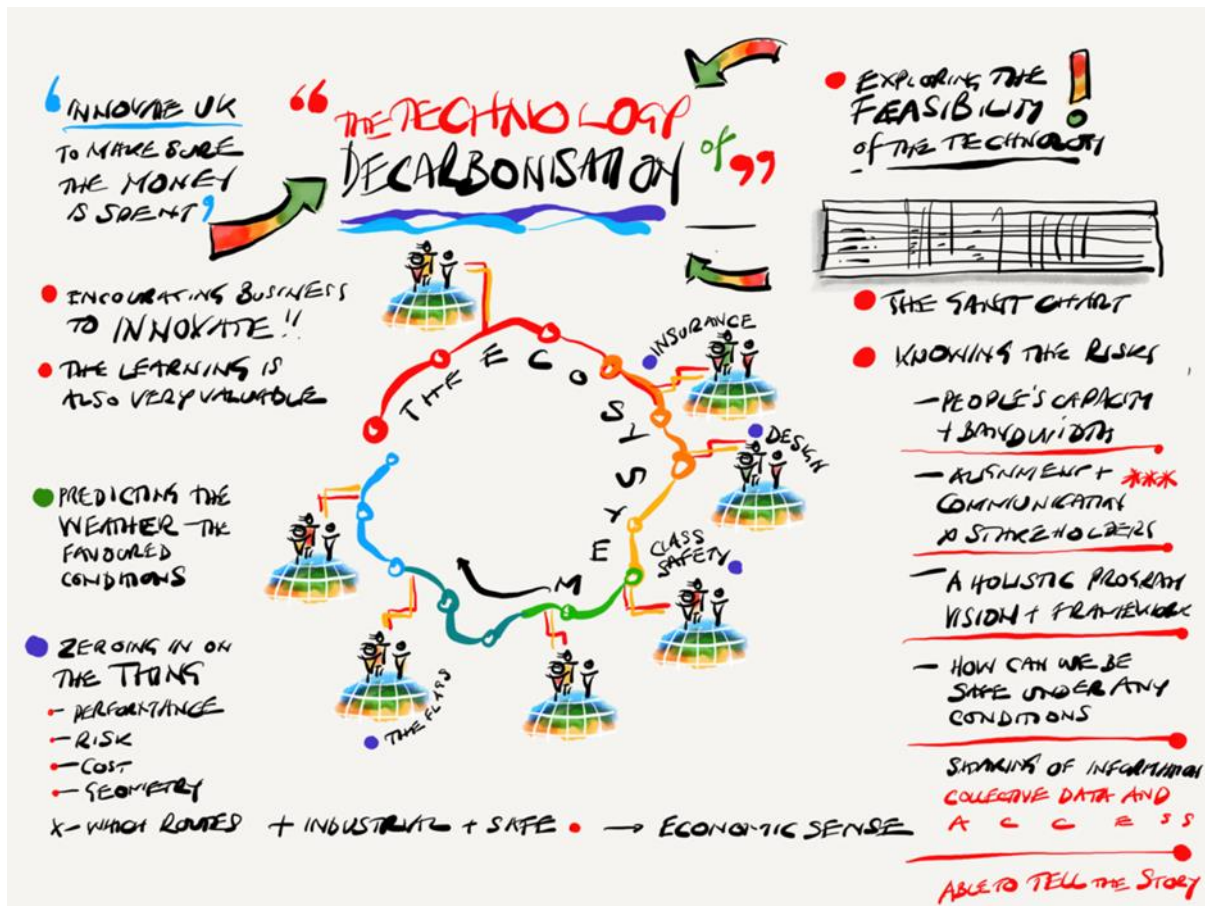 ‘INNOVATE UK
TO MAKE SURE
THE MONEY
IS SPENT’
“THE TECHNOLOGY
of ”
DECARBONISATION
• ENCOURAGING BUSINESS
TO INNOVATE!!
• THE LEARNING IS
ALSO VERY VALUABLE
• PREDICTING THE
WEATHER - THE
FAVOURED
CONDITIONS
• ZEROING IN ON
THE THING
- PERFORMANCE
- RISK
- COST
- GEOMETRY
X - WHICH ROUTES + INDUSTRIAL + SAFE • → ECONOMIC SENSE
THE ECOSYSTEM
• INSURANCE
• DESIGN
CLASS
SAFETY •
• THE FLAGS
• EXPLORING THE
FEASIBILITY
of THE TECHNOLOGY
!
• THE GANTT CHART
• KNOWING THE RISKS
- PEOPLE'S CAPACITY
+ BANDWIDTH
- ALIGNMENT + ***
COMMUNICATION
STAKEHOLDERS
- A HOLISTIC PROGRAM
VISION + FRAMEWORK
- HOW CAN WE BE
SAFE UNDER ANY
CONDITIONS
SHARING OF INFORMATION
COLLECTIVE DATA AND
ACCESS
ABLE TO TELL THE STORY